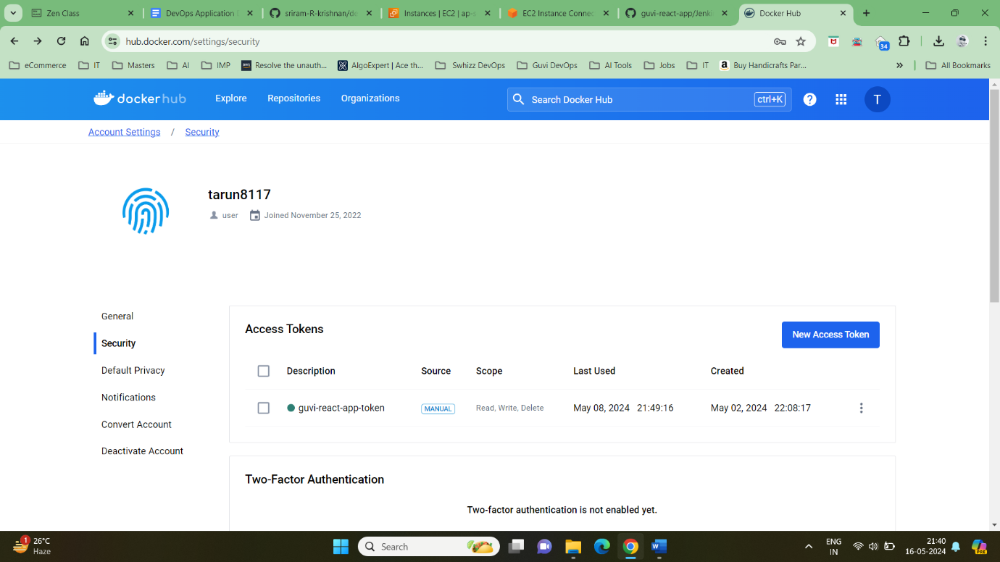 Zen Class
DevOps Application
sriram-R-krishnan/de
Instances | EC2 | ap-s
EC2 Instance Connec
guvi-react-app/Jenki
Docker Hub
hub.docker.com/settings/security
34
eCommerce
IT
Masters
AI
IMP
aws
Resolve the unauth...
AlgoExpert | Ace th...
Swhizz DevOps
Guvi DevOps
AI Tools
Jobs
IT
Buy Handicrafts Par...
»
All Bookmarks
docker hub
Explore
Repositories
Organizations
Search Docker Hub
ctrl+K
?
T
Account Settings / Security
tarun8117
user
Joined November 25, 2022
General
Security
Default Privacy
Notifications
Convert Account
Deactivate Account
Access Tokens
New Access Token
Description Source Scope Last Used Created
guvi-react-app-token MANUAL Read, Write, Delete May 08, 2024 21:49:16 May 02, 2024 22:08:17
Two-Factor Authentication
Two-factor authentication is not enabled yet.
1
26°C
Haze
Search
W
ENG
IN
21:40
16-05-2024
PRE